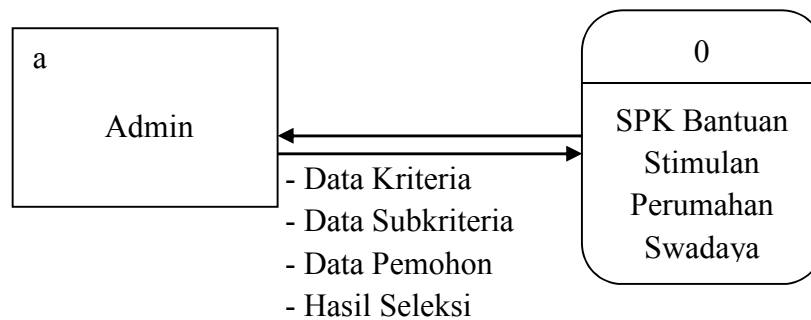 a
Admin
- Data Kriteria
- Data Subkriteria
- Data Pemohon
- Hasil Seleksi
0
SPK Bantuan
Stimulan
Perumahan
Swadaya